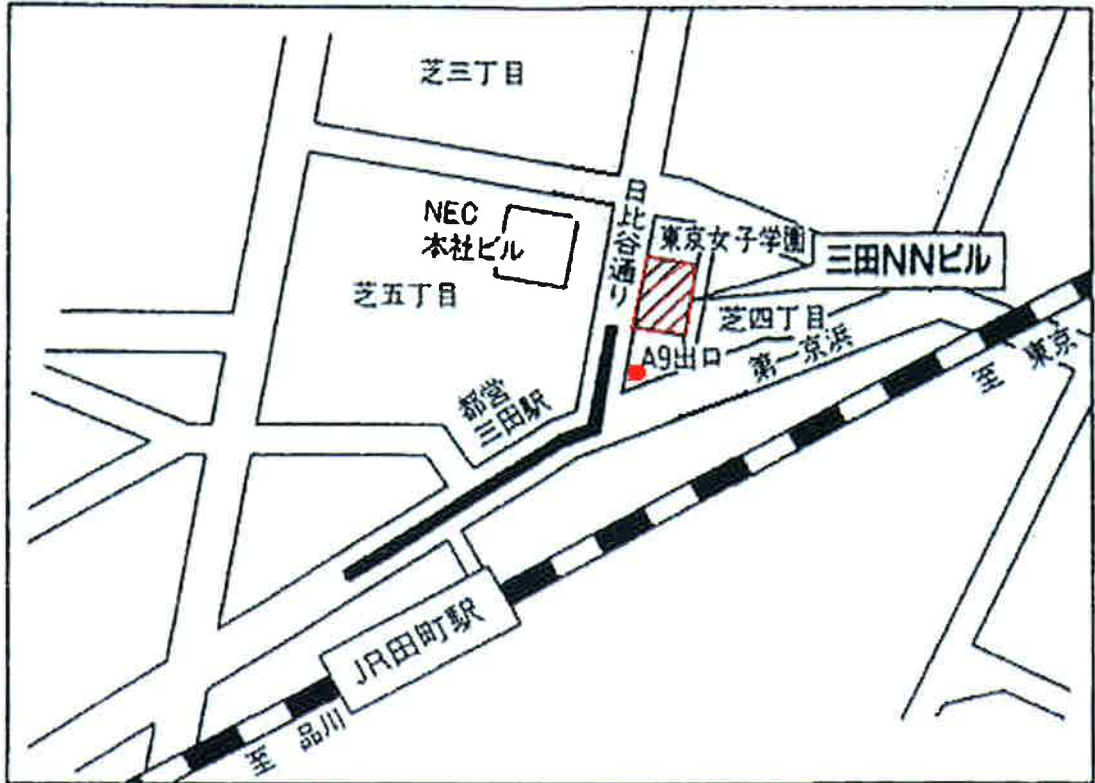 芝三丁目
NEC
本社ビル
日比谷通り
東京女子学園
三田NNビル
芝五丁目
芝四丁目
A9出口
第一京浜
至 東京
都営
三田駅
JR田町駅
至 品川